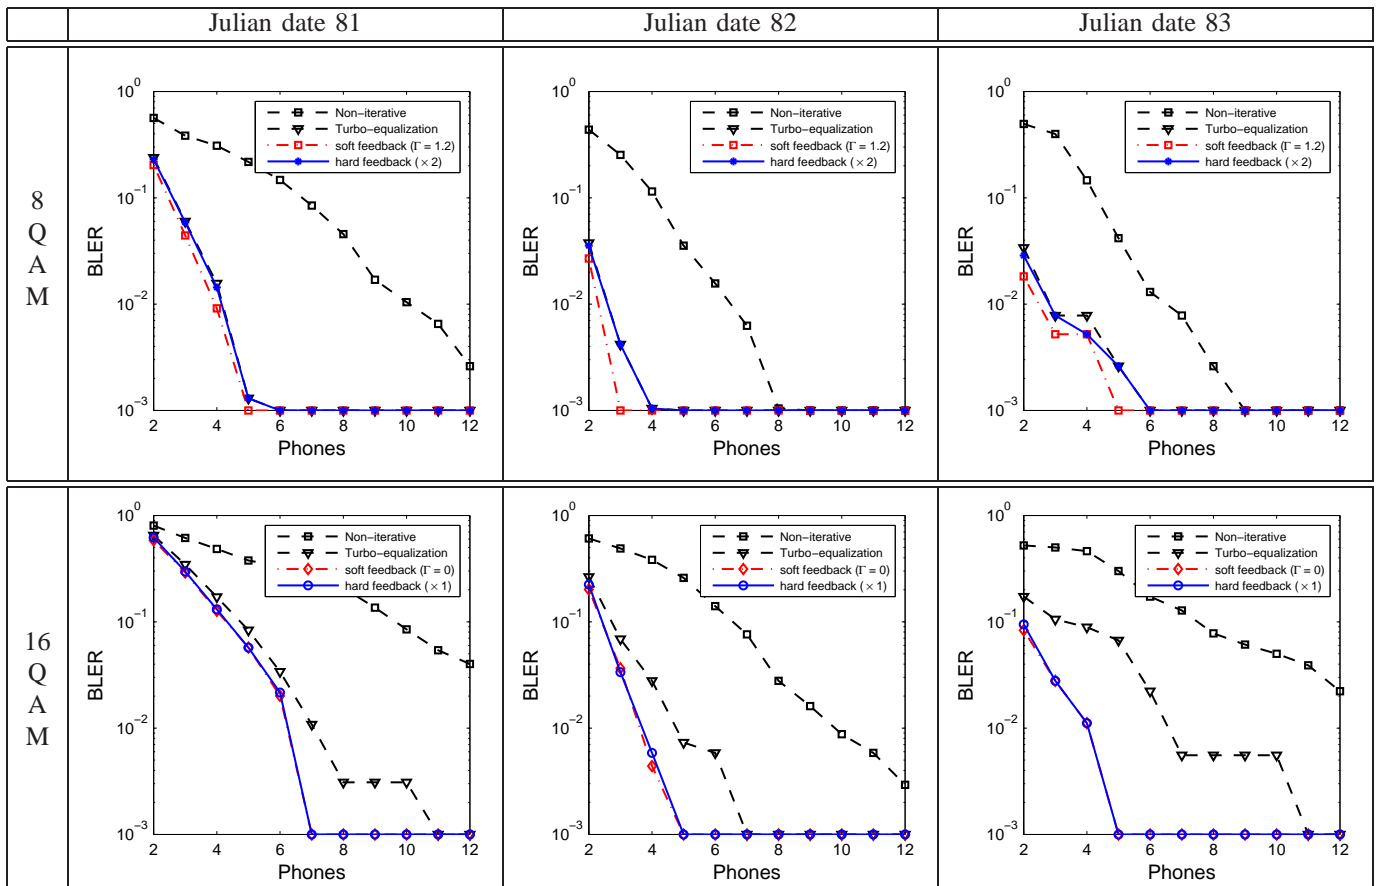 Julian date 81 Julian date 82 Julian date 83
8
Q
A
M
10^0
10^-1
10^-2
10^-3
BLER
2 4 6 8 10 12
Phones
Non-iterative
Turbo-equalization
soft feedback (Γ = 1.2)
hard feedback (× 2)
10^0
10^-1
10^-2
10^-3
BLER
2 4 6 8 10 12
Phones
Non-iterative
Turbo-equalization
soft feedback (Γ = 1.2)
hard feedback (× 2)
10^0
10^-1
10^-2
10^-3
BLER
2 4 6 8 10 12
Phones
Non-iterative
Turbo-equalization
soft feedback (Γ = 1.2)
hard feedback (× 2)
16
Q
A
M
10^0
10^-1
10^-2
10^-3
BLER
2 4 6 8 10 12
Phones
Non-iterative
Turbo-equalization
soft feedback (Γ = 0)
hard feedback (× 1)
10^0
10^-1
10^-2
10^-3
BLER
2 4 6 8 10 12
Phones
Non-iterative
Turbo-equalization
soft feedback (Γ = 0)
hard feedback (× 1)
10^0
10^-1
10^-2
10^-3
BLER
2 4 6 8 10 12
Phones
Non-iterative
Turbo-equalization
soft feedback (Γ = 0)
hard feedback (× 1)